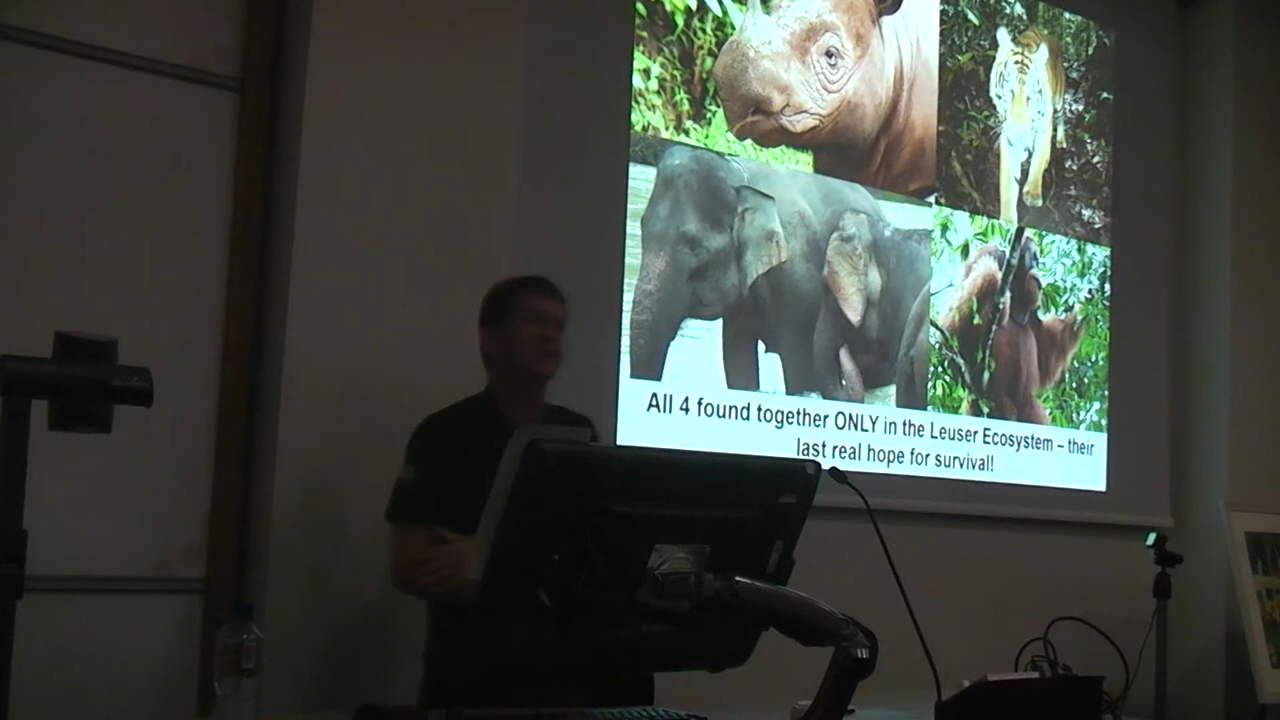 All 4 found together ONLY in the Leuser Ecosystem – their
last real hope for survival!